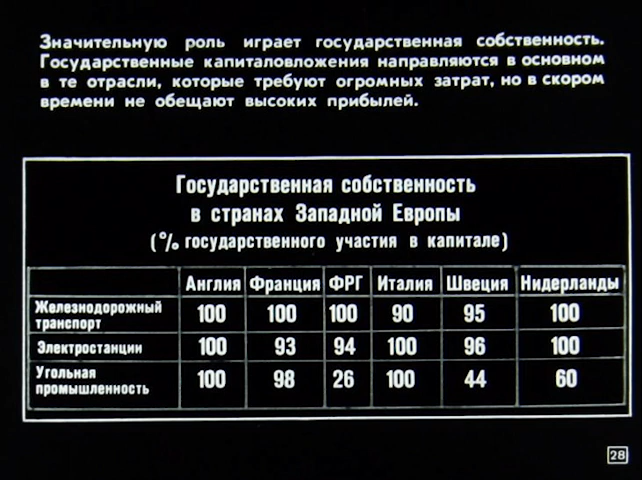 Значительную роль играет государственная собственность.
Государственные капиталовложения направляются в основном
в те отрасли, которые требуют огромных затрат, но в скором
времени не обещают высоких прибылей.
Государственная собственность
в странах Западной Европы
(% государственного участия в капитале)
Англия Франция ФРГ Италия Швеция Нидерланды
Железнодорожный
транспорт 100 100 100 90 95 100
Электростанции 100 93 94 100 96 100
Угольная
промышленность 100 98 26 100 44 60
28